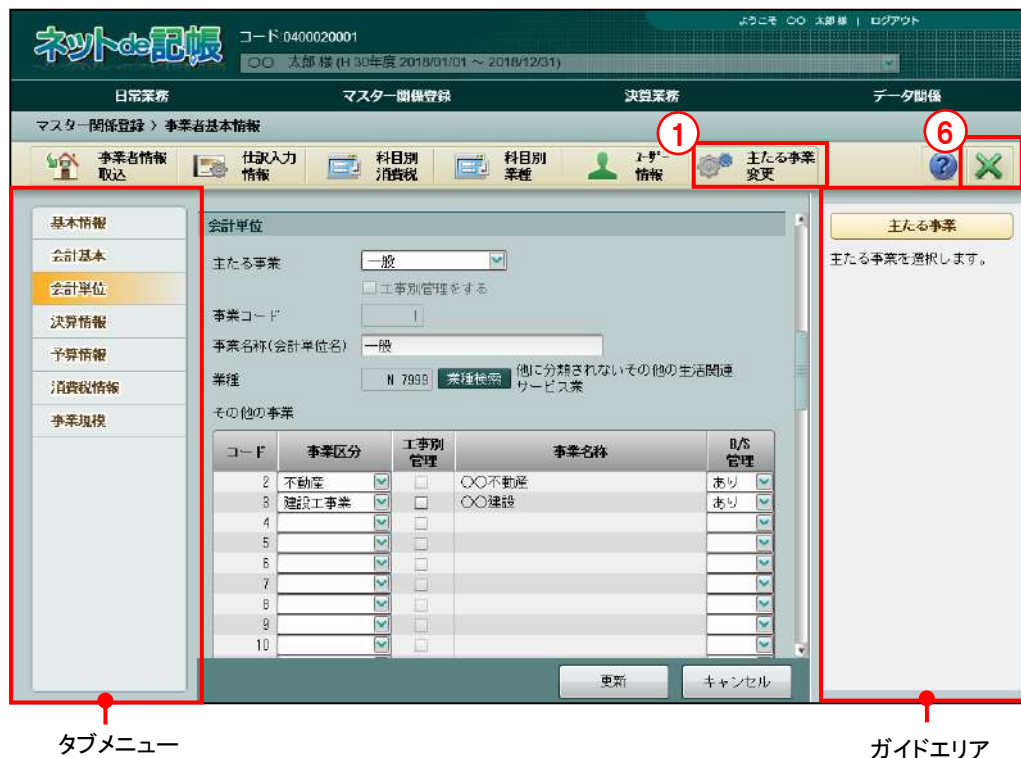 ようこそ 〇〇 太郎 様 | ログアウト
ネットde記帳
コード:0400020001
〇〇 太郎 様 (H 30年度 2018/01/01 ~ 2018/12/31)
日常業務 マスター関係登録 決算業務 データ関係
マスター関係登録 〉 事業者基本情報
1
6
事業者情報
取込
仕訳入力
情報
科目別
消費税
科目別
業種
ユーザー
情報
主たる事業
変更
?
基本情報
会計基本
会計単位
決算情報
予算情報
消費税情報
事業規模
会計単位
主たる事業 一般
工事別管理をする
事業コード 1
事業名称(会計単位名) 一般
業種 N 7999 業種検索 他に分類されないその他の生活関連
サービス業
その他の事業
コード 事業区分 工事別
管理 事業名称 B/S
管理
2 不動産 〇〇不動産 あり
3 建設工事業 〇〇建設 あり
4
5
6
7
8
9
10
更新 キャンセル
主たる事業
主たる事業を選択します。
タブメニュー
ガイドエリア